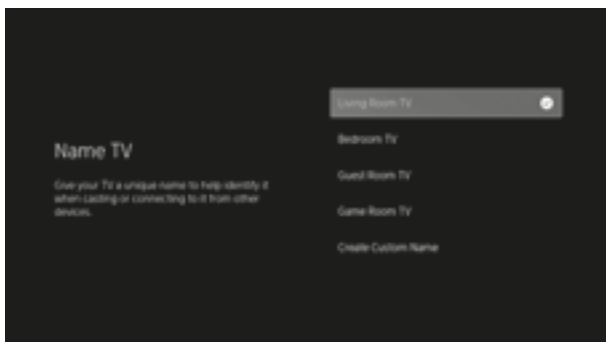 Name TV
Give your TV a unique name to help identify it
when casting or connecting to it from other
devices.
Living Room TV
Bedroom TV
Guest Room TV
Game Room TV
Create Custom Name